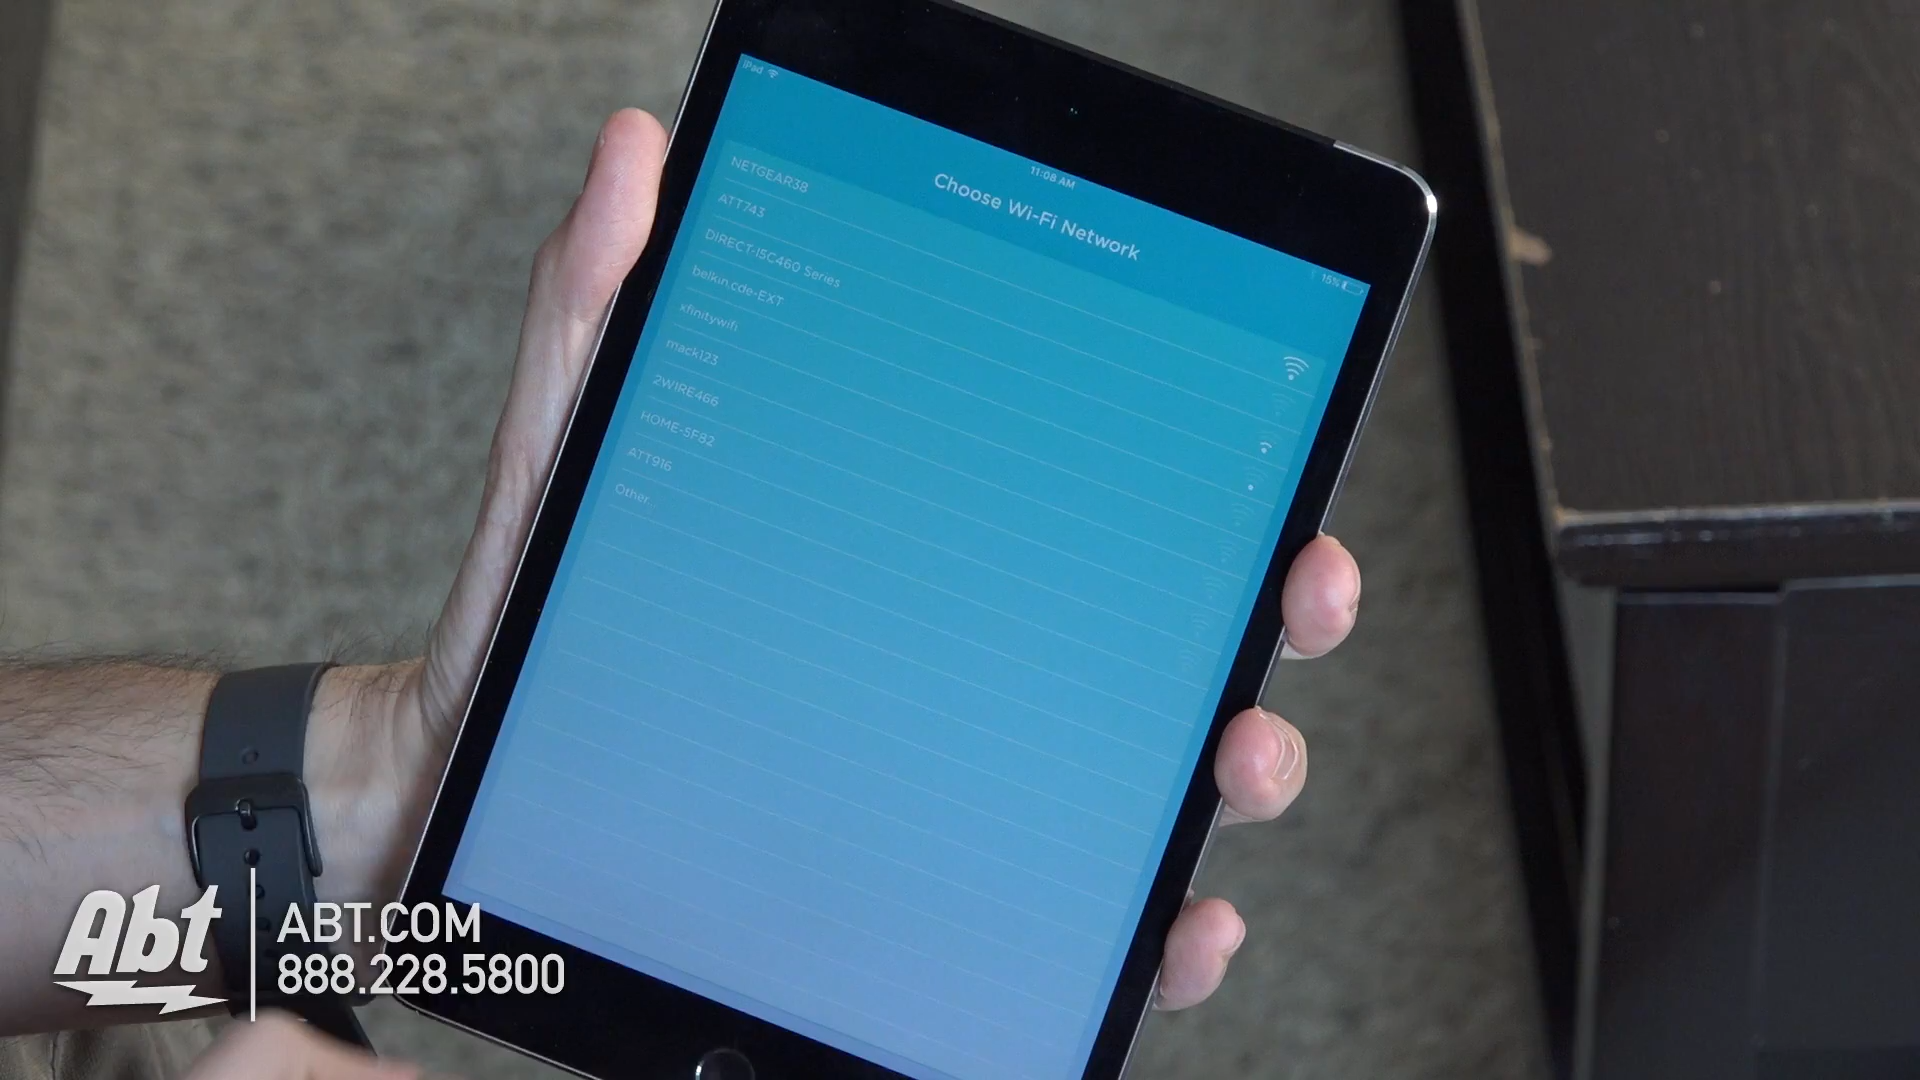 iPad
11:08 AM
15%
Choose Wi-Fi Network
NETGEAR38
ATT743
DIRECT-ISC460 Series
belkin.cde-EXT
xfinitywifi
mack123
2WIRE466
HOME-5F82
ATT916
Other...
Abt
ABT.COM
888.228.5800